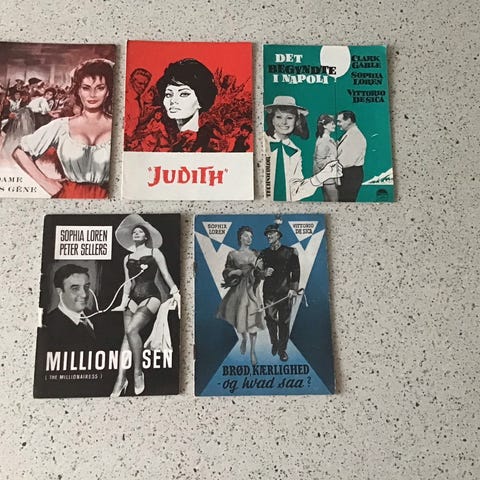 DAME
S GÊNE
"JUDITH"
DET
BEGYNDTE
I NAPOLI
CLARK
GABLE
SOPHIA
LOREN
VITTORIO
DE SICA
TECHNICOLOR
SOPHIA LOREN
PETER SELLERS
MILLIONØSEN
( THE MILLIONAIRESS )
SOPHIA
LOREN
VITTORIO
DE SICA
BRØD, KÆRLIGHED
- og hvad saa?